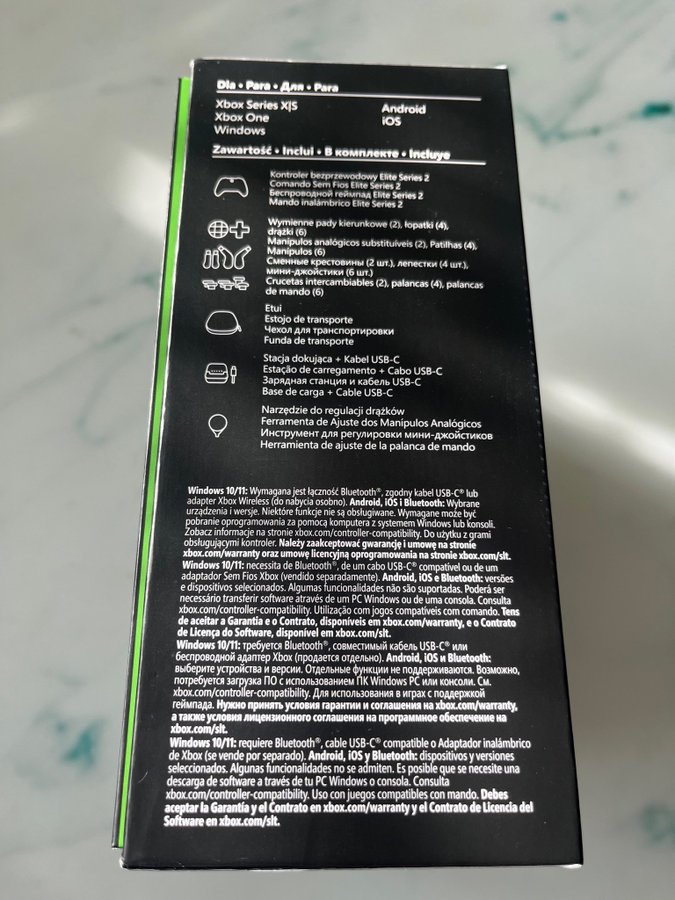 Dla • Para • Для • Para
Xbox Series X|S
Xbox One
Windows
Android
iOS
Zawartość • Inclui • В комплекте • Incluye
Kontroler bezprzewodowy Elite Series 2
Comando Sem Fios Elite Series 2
Беспроводной геймпад Elite Series 2
Mando inalámbrico Elite Series 2
Wymienne pady kierunkowe (2), łopatki (4),
drążki (6)
Manípulos analógicos substituíveis (2), Patilhas (4),
Manípulos (6)
Сменные крестовины (2 шт.), лепестки (4 шт.),
мини-джойстики (6 шт.)
Crucetas intercambiables (2), palancas (4), palancas
de mando (6)
Etui
Estojo de transporte
Чехол для транспортировки
Funda de transporte
Stacja dokująca + Kabel USB-C
Estação de carregamento + Cabo USB-C
Зарядная станция и кабель USB-C
Base de carga + Cable USB-C
Narzędzie do regulacji drążków
Ferramenta de Ajuste dos Manípulos Analógicos
Инструмент для регулировки мини-джойстиков
Herramienta de ajuste de la palanca de mando
Windows 10/11: Wymagana jest łączność Bluetooth®, zgodny kabel USB-C® lub
adapter Xbox Wireless (do nabycia osobno). Android, iOS i Bluetooth: Wybrane
urządzenia i wersje. Niektóre funkcje nie są obsługiwane. Wymagane może być
pobranie oprogramowania za pomocą komputera z systemem Windows lub konsoli.
Zobacz informacje na stronie xbox.com/controller-compatibility. Do użytku z grami
obsługującymi kontroler. Należy zaakceptować gwarancję i umowę na stronie
xbox.com/warranty oraz umowę licencyjną oprogramowania na stronie xbox.com/slt.
Windows 10/11: necessita de Bluetooth®, de um cabo USB-C® compatível ou de um
adaptador Sem Fios Xbox (vendido separadamente). Android, iOS e Bluetooth: versões
e dispositivos selecionados. Algumas funcionalidades não são suportadas. Poderá ser
necessário transferir software através de um PC Windows ou de uma consola. Consulta
xbox.com/controller-compatibility. Utilização com jogos compatíveis com comando. Tens
de aceitar a Garantia e o Contrato, disponíveis em xbox.com/warranty, e o Contrato
de Licença do Software, disponível em xbox.com/slt.
Windows 10/11: требуется Bluetooth®, совместимый кабель USB-C® или
беспроводной адаптер Xbox (продается отдельно). Android, iOS и Bluetooth:
выберите устройства и версии. Отдельные функции не поддерживаются. Возможно,
потребуется загрузка ПО с использованием ПК Windows PC или консоли. См.
xbox.com/controller-compatibility. Для использования в играх с поддержкой
геймпада. Нужно принять условия гарантии и соглашения на xbox.com/warranty,
а также условия лицензионного соглашения на программное обеспечение на
xbox.com/slt.
Windows 10/11: requiere Bluetooth®, cable USB-C® compatible o Adaptador inalámbrico
de Xbox (se vende por separado). Android, iOS y Bluetooth: dispositivos y versiones
seleccionados. Algunas funcionalidades no se admiten. Es posible que se necesite una
descarga de software a través de tu PC Windows o consola. Consulta
xbox.com/controller-compatibility. Uso con juegos compatibles con mando. Debes
aceptar la Garantía y el Contrato en xbox.com/warranty y el Contrato de Licencia del
Software en xbox.com/slt.